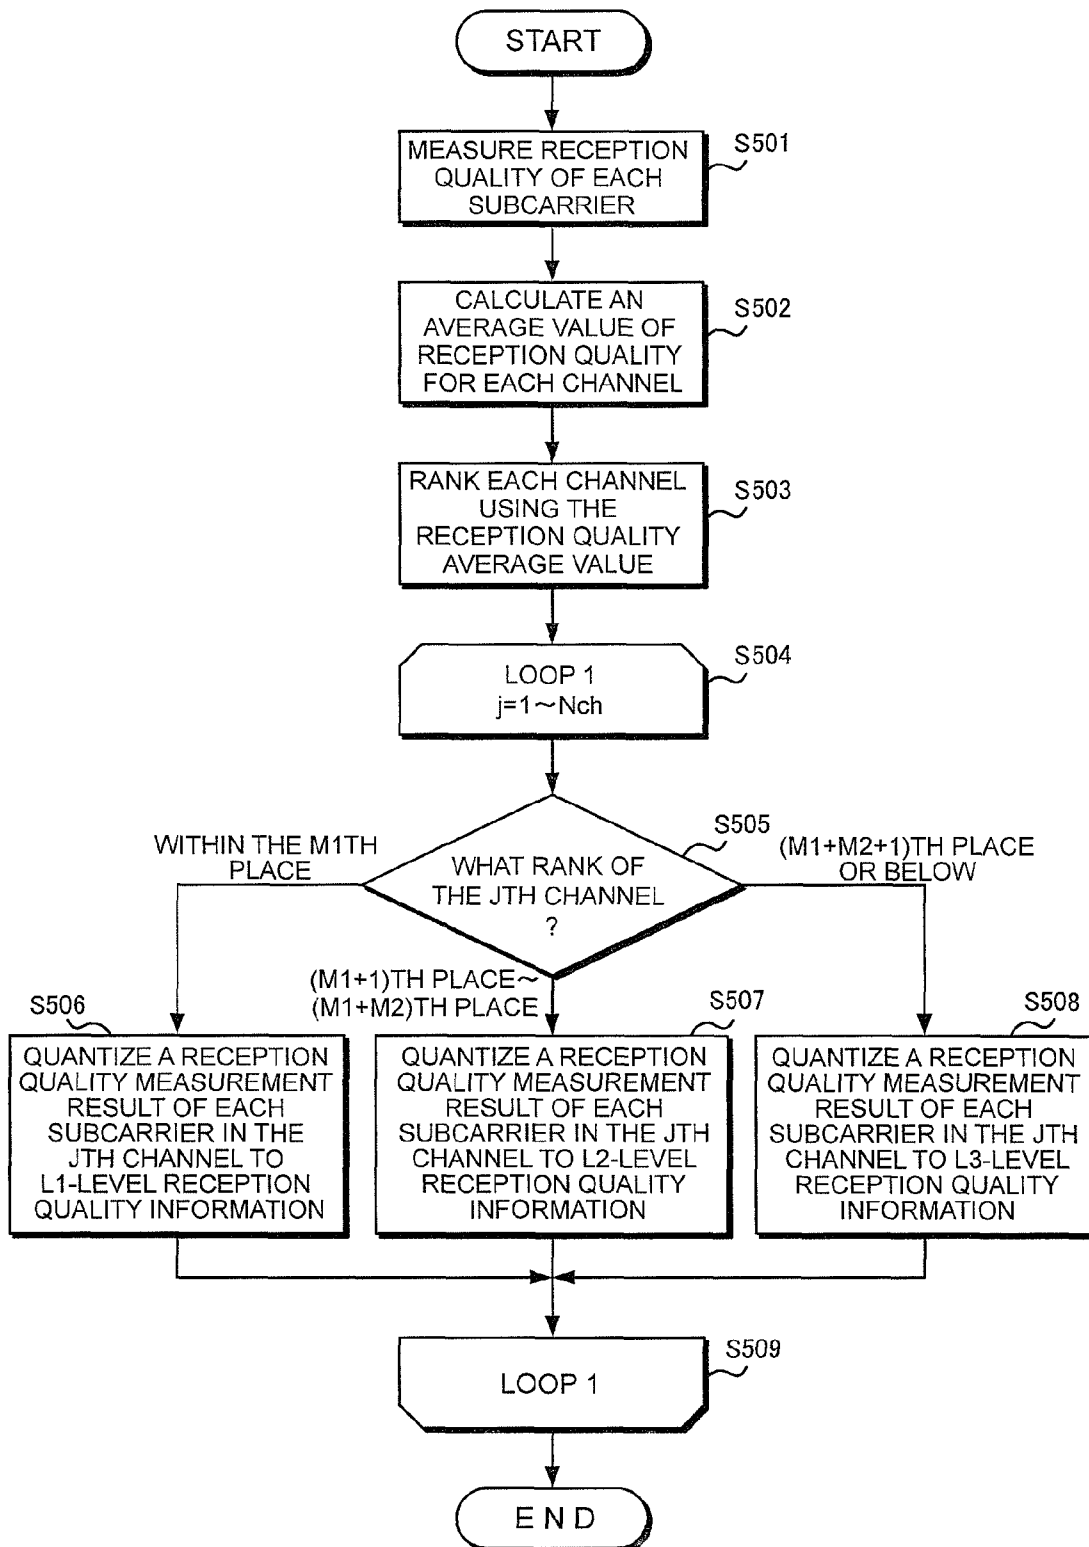 START
S501
MEASURE RECEPTION
QUALITY OF EACH
SUBCARRIER
S502
CALCULATE AN
AVERAGE VALUE OF
RECEPTION QUALITY
FOR EACH CHANNEL
S503
RANK EACH CHANNEL
USING THE
RECEPTION QUALITY
AVERAGE VALUE
S504
LOOP 1
j=1~Nch
S505
WHAT RANK OF
THE JTH CHANNEL
?
WITHIN THE M1TH
PLACE
(M1+M2+1)TH PLACE
OR BELOW
(M1+1)TH PLACE~
(M1+M2)TH PLACE
S506
QUANTIZE A RECEPTION
QUALITY MEASUREMENT
RESULT OF EACH
SUBCARRIER IN THE
JTH CHANNEL TO
L1-LEVEL RECEPTION
QUALITY INFORMATION
S507
QUANTIZE A RECEPTION
QUALITY MEASUREMENT
RESULT OF EACH
SUBCARRIER IN THE JTH
CHANNEL TO L2-LEVEL
RECEPTION QUALITY
INFORMATION
S508
QUANTIZE A RECEPTION
QUALITY MEASUREMENT
RESULT OF EACH
SUBCARRIER IN THE JTH
CHANNEL TO L3-LEVEL
RECEPTION QUALITY
INFORMATION
S509
LOOP 1
END